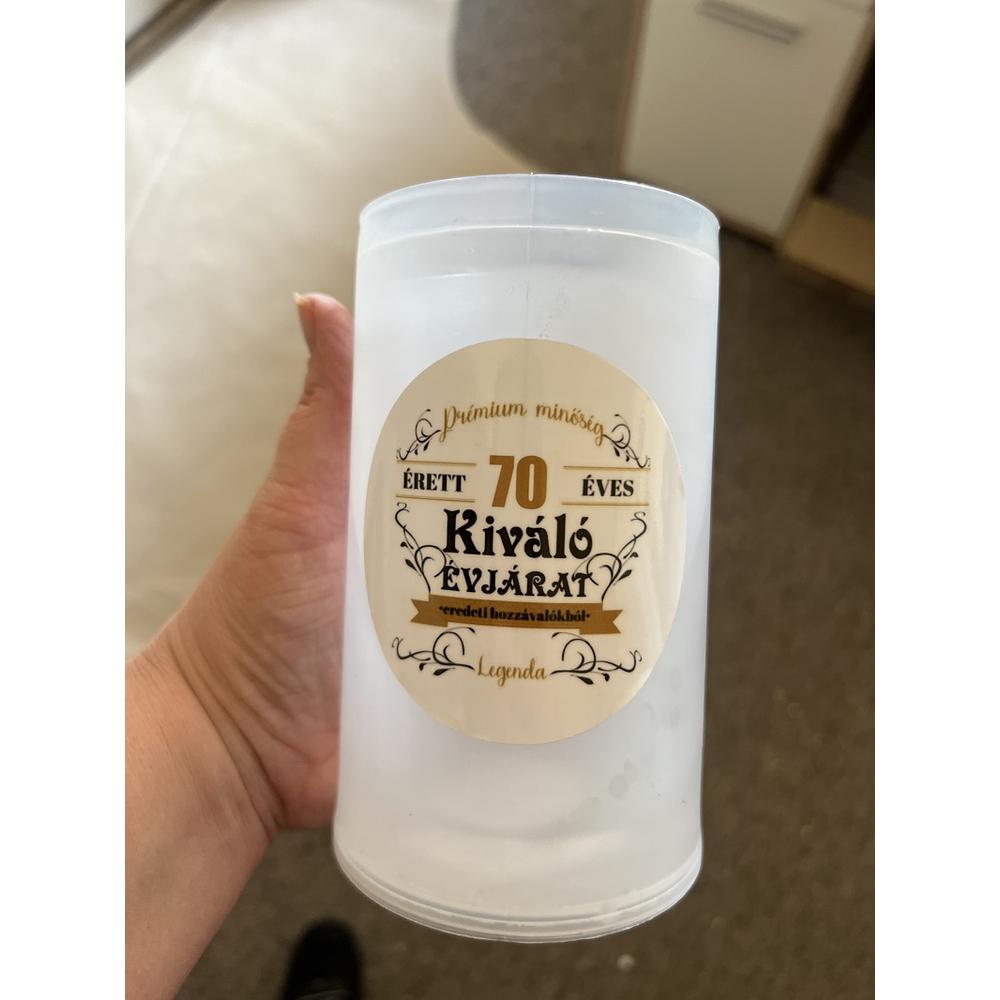 Prémium minőség
ÉRETT 70 ÉVES
Kiváló
ÉVJÁRAT
•eredeti hozzávalókból•
Legenda